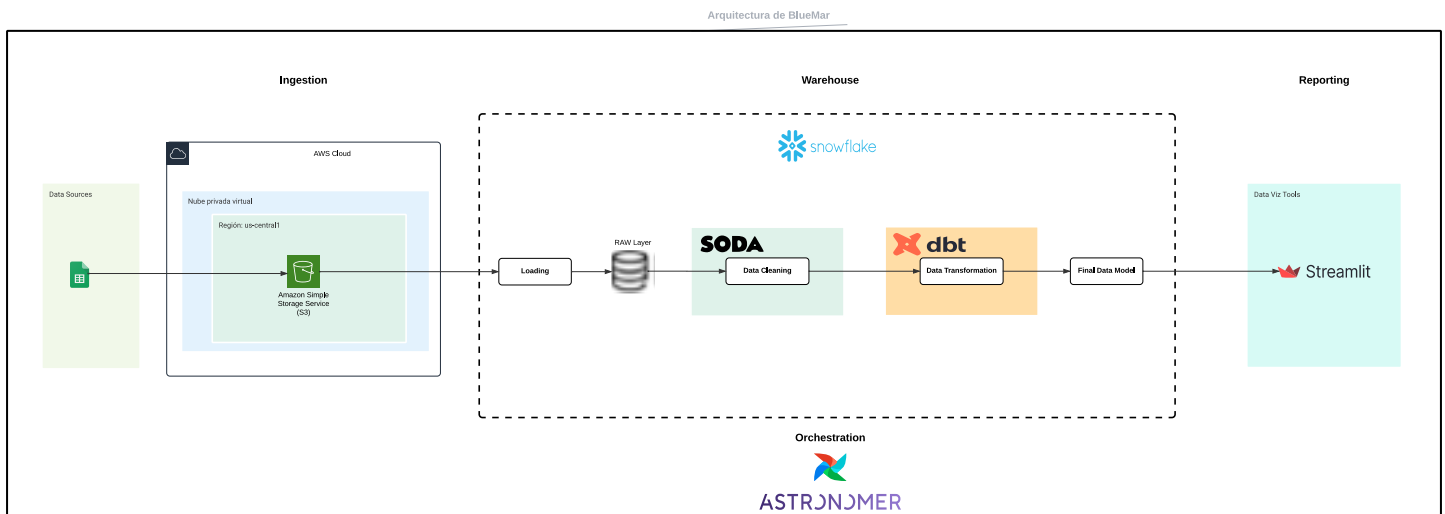 Arquitectura de BlueMar
Ingestion
Warehouse
Reporting
AWS Cloud
snowflake
Data Sources
Nube privada virtual
Data Viz Tools
Región: us-central1
RAW Layer
SODA
dbt
Loading
Data Cleaning
Data Transformation
Final Data Model
Streamlit
Amazon Simple
Storage Service
(S3)
Orchestration
ASTRONOMER